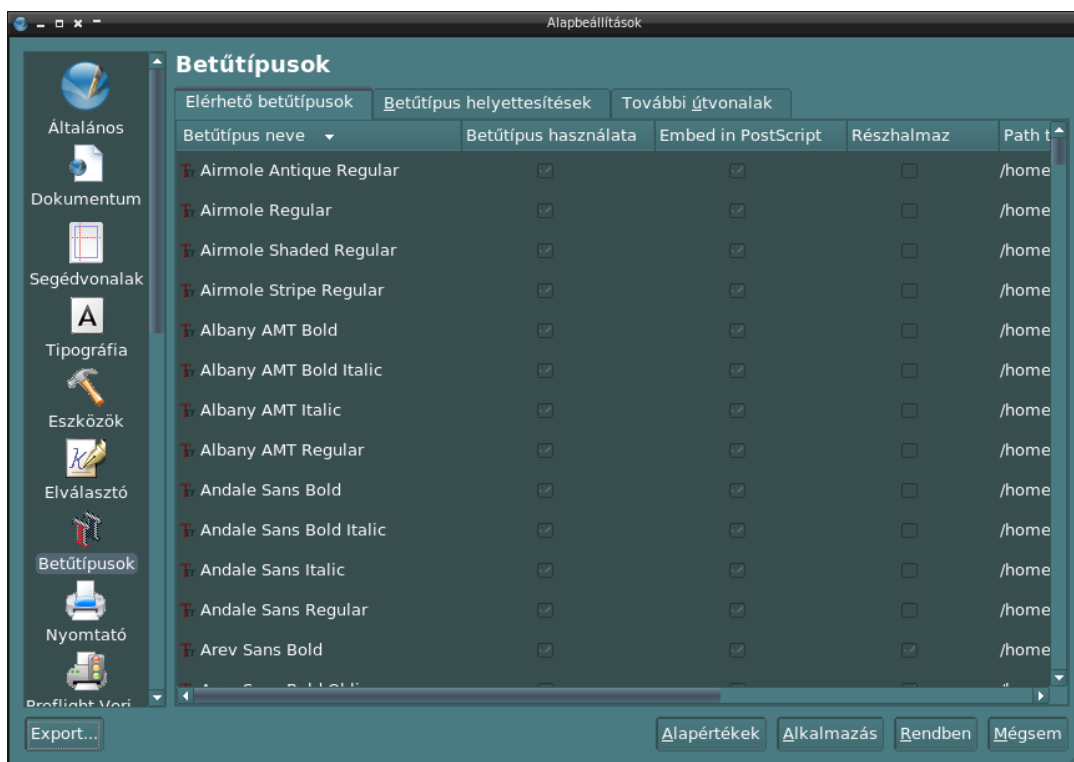 Alapbeállítások
Általános
Dokumentum
Segédvonalak
Tipográfia
Eszközök
Elválasztó
Betűtípusok
Nyomtató
Preflight Veri
Betűtípusok
Elérhető betűtípusok Betűtípus helyettesítések További útvonalak
Betűtípus neve Betűtípus használata Embed in PostScript Részhalmaz Path t
Airmole Antique Regular /home
Airmole Regular /home
Airmole Shaded Regular /home
Airmole Stripe Regular /home
Albany AMT Bold /home
Albany AMT Bold Italic /home
Albany AMT Italic /home
Albany AMT Regular /home
Andale Sans Bold /home
Andale Sans Bold Italic /home
Andale Sans Italic /home
Andale Sans Regular /home
Arev Sans Bold /home
Export... Alapértékek Alkalmazás Rendben Mégsem